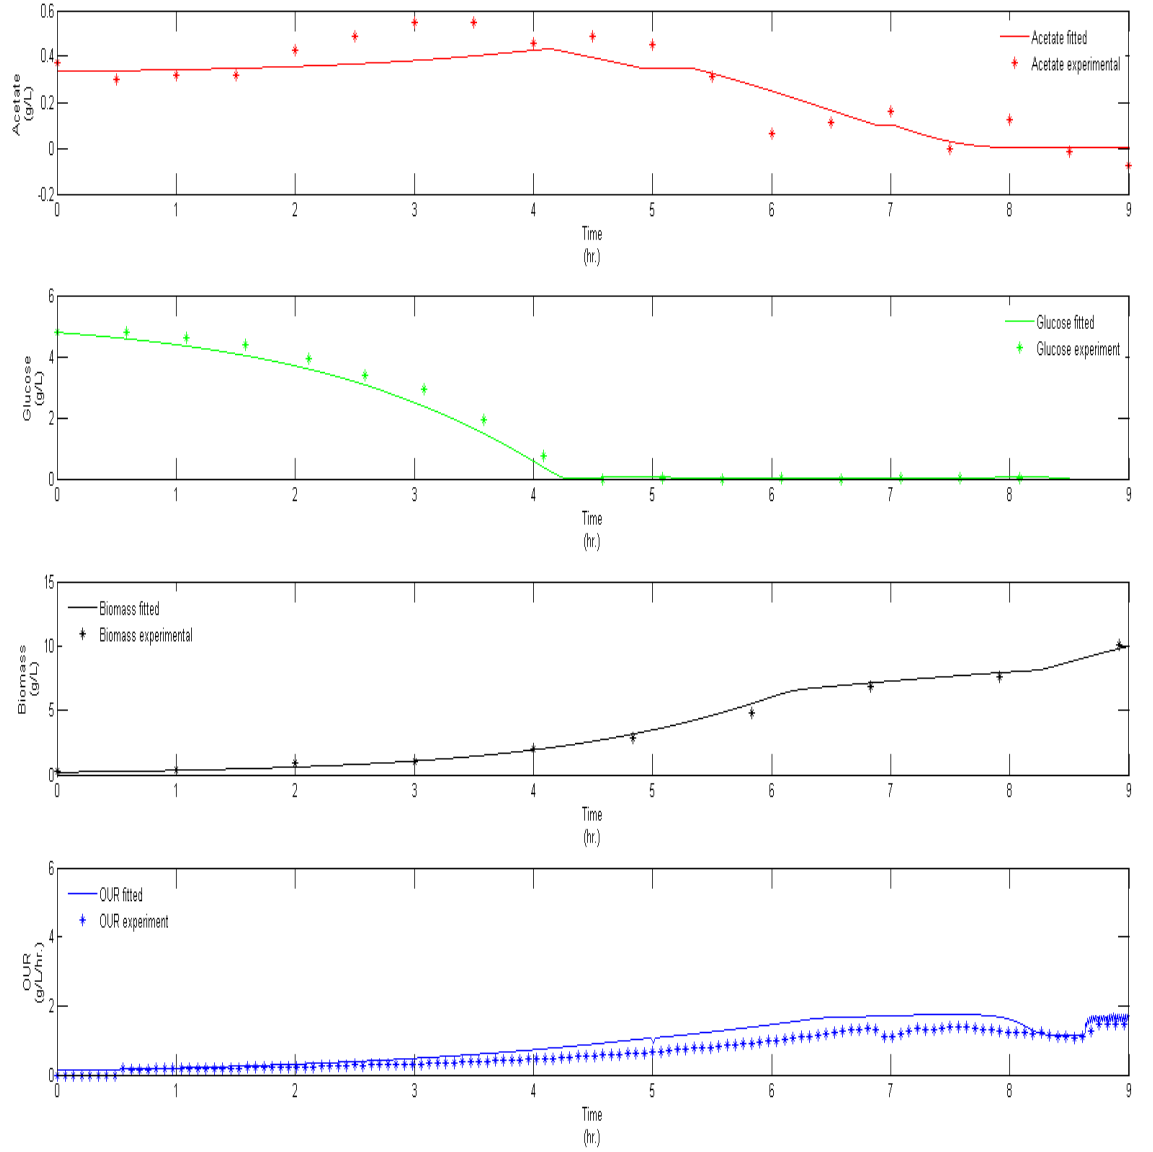 0.6
0.4
0.2
0
-0.2
Acetate
(g/L)
Acetate fitted
Acetate experimental
0 1 2 3 4 5 6 7 8 9
Time
(hr.)
6
4
2
0
Glucose
(g/L)
Glucose fitted
Glucose experiment
0 1 2 3 4 5 6 7 8 9
Time
(hr.)
15
10
5
0
Biomass
(g/L)
Biomass fitted
Biomass experimental
0 1 2 3 4 5 6 7 8 9
Time
(hr.)
6
4
2
0
OUR
(g/L/hr.)
OUR fitted
OUR experiment
0 1 2 3 4 5 6 7 8 9
Time
(hr.)